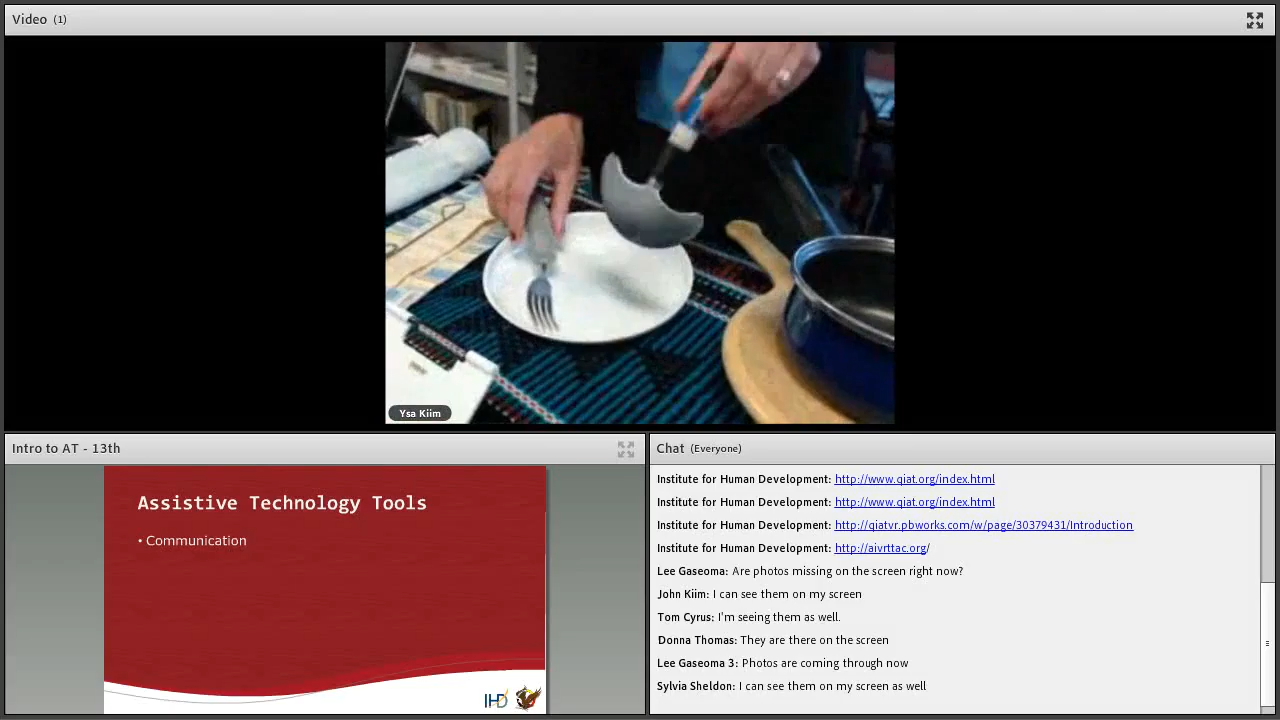 Video (1)
Ysa Kiim
Intro to AT - 13th
Assistive Technology Tools
• Communication
IHD
Chat (Everyone)
Institute for Human Development: http://www.qiat.org/index.html
Institute for Human Development: http://www.qiat.org/index.html
Institute for Human Development: http://qiatvr.pbworks.com/w/page/30379431/Introduction
Institute for Human Development: http://aivrttac.org/
Lee Gaseoma: Are photos missing on the screen right now?
John Kiim: I can see them on my screen
Tom Cyrus: I'm seeing them as well.
Donna Thomas: They are there on the screen
Lee Gaseoma 3: Photos are coming through now
Sylvia Sheldon: I can see them on my screen as well